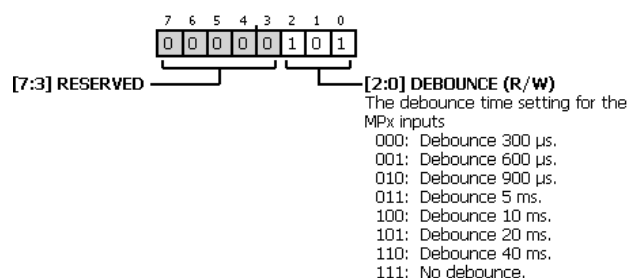 7 6 5 4 3 2 1 0
0 0 0 0 0 1 0 1
[7:3] RESERVED
[2:0] DEBOUNCE (R/W)
The debounce time setting for the
MPx inputs
000: Debounce 300 µs.
001: Debounce 600 µs.
010: Debounce 900 µs.
011: Debounce 5 ms.
100: Debounce 10 ms.
101: Debounce 20 ms.
110: Debounce 40 ms.
111: No debounce.